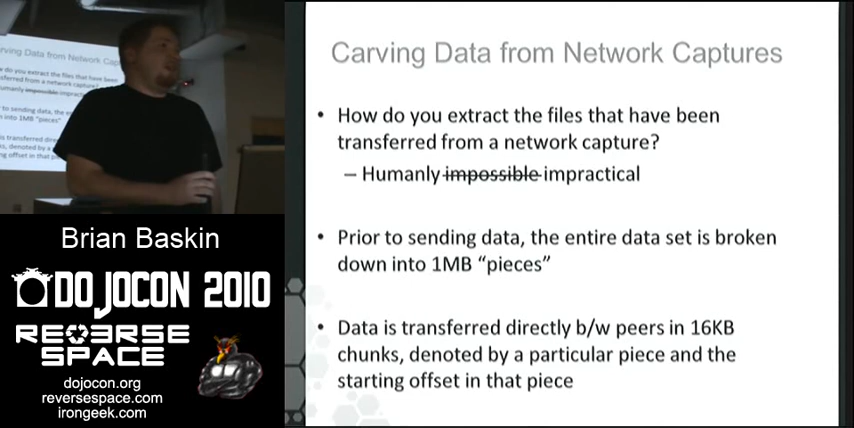 Carving Data from Network Captures
• How do you extract the files that have been
transferred from a network capture?
– Humanly impossible impractical
• Prior to sending data, the entire data set is broken
down into 1MB “pieces”
• Data is transferred directly b/w peers in 16KB
chunks, denoted by a particular piece and the
starting offset in that piece
Brian Baskin
DOJOCON 2010
REVERSE
SPACE
dojocon.org
reversespace.com
irongeek.com